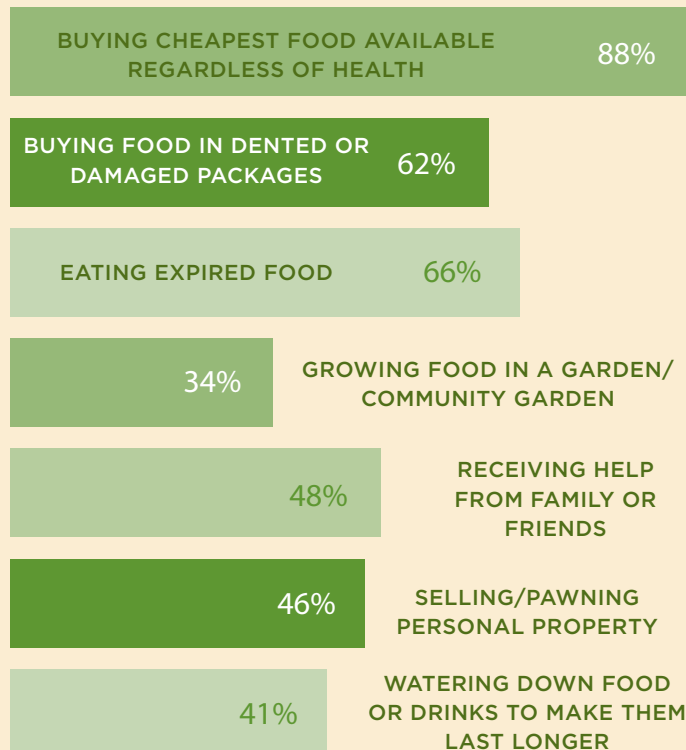 BUYING CHEAPEST FOOD AVAILABLE
REGARDLESS OF HEALTH
88%
BUYING FOOD IN DENTED OR
DAMAGED PACKAGES
62%
EATING EXPIRED FOOD
66%
34%
GROWING FOOD IN A GARDEN/
COMMUNITY GARDEN
48%
RECEIVING HELP
FROM FAMILY OR
FRIENDS
46%
SELLING/PAWNING
PERSONAL PROPERTY
41%
WATERING DOWN FOOD
OR DRINKS TO MAKE THEM
LAST LONGER